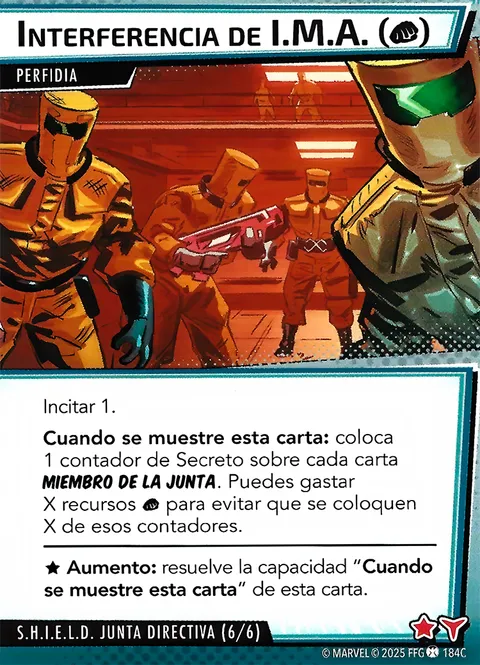 INTERFERENCIA DE I.M.A. ()
PERFIDIA
Incitar 1.
Cuando se muestre esta carta: coloca
1 contador de Secreto sobre cada carta
MIEMBRO DE LA JUNTA. Puedes gastar
X recursos para evitar que se coloquen
X de esos contadores.
★ Aumento: resuelve la capacidad “Cuando
se muestre esta carta” de esta carta.
S.H.I.E.L.D. JUNTA DIRECTIVA (6/6)
© MARVEL © 2025 FFG 184C